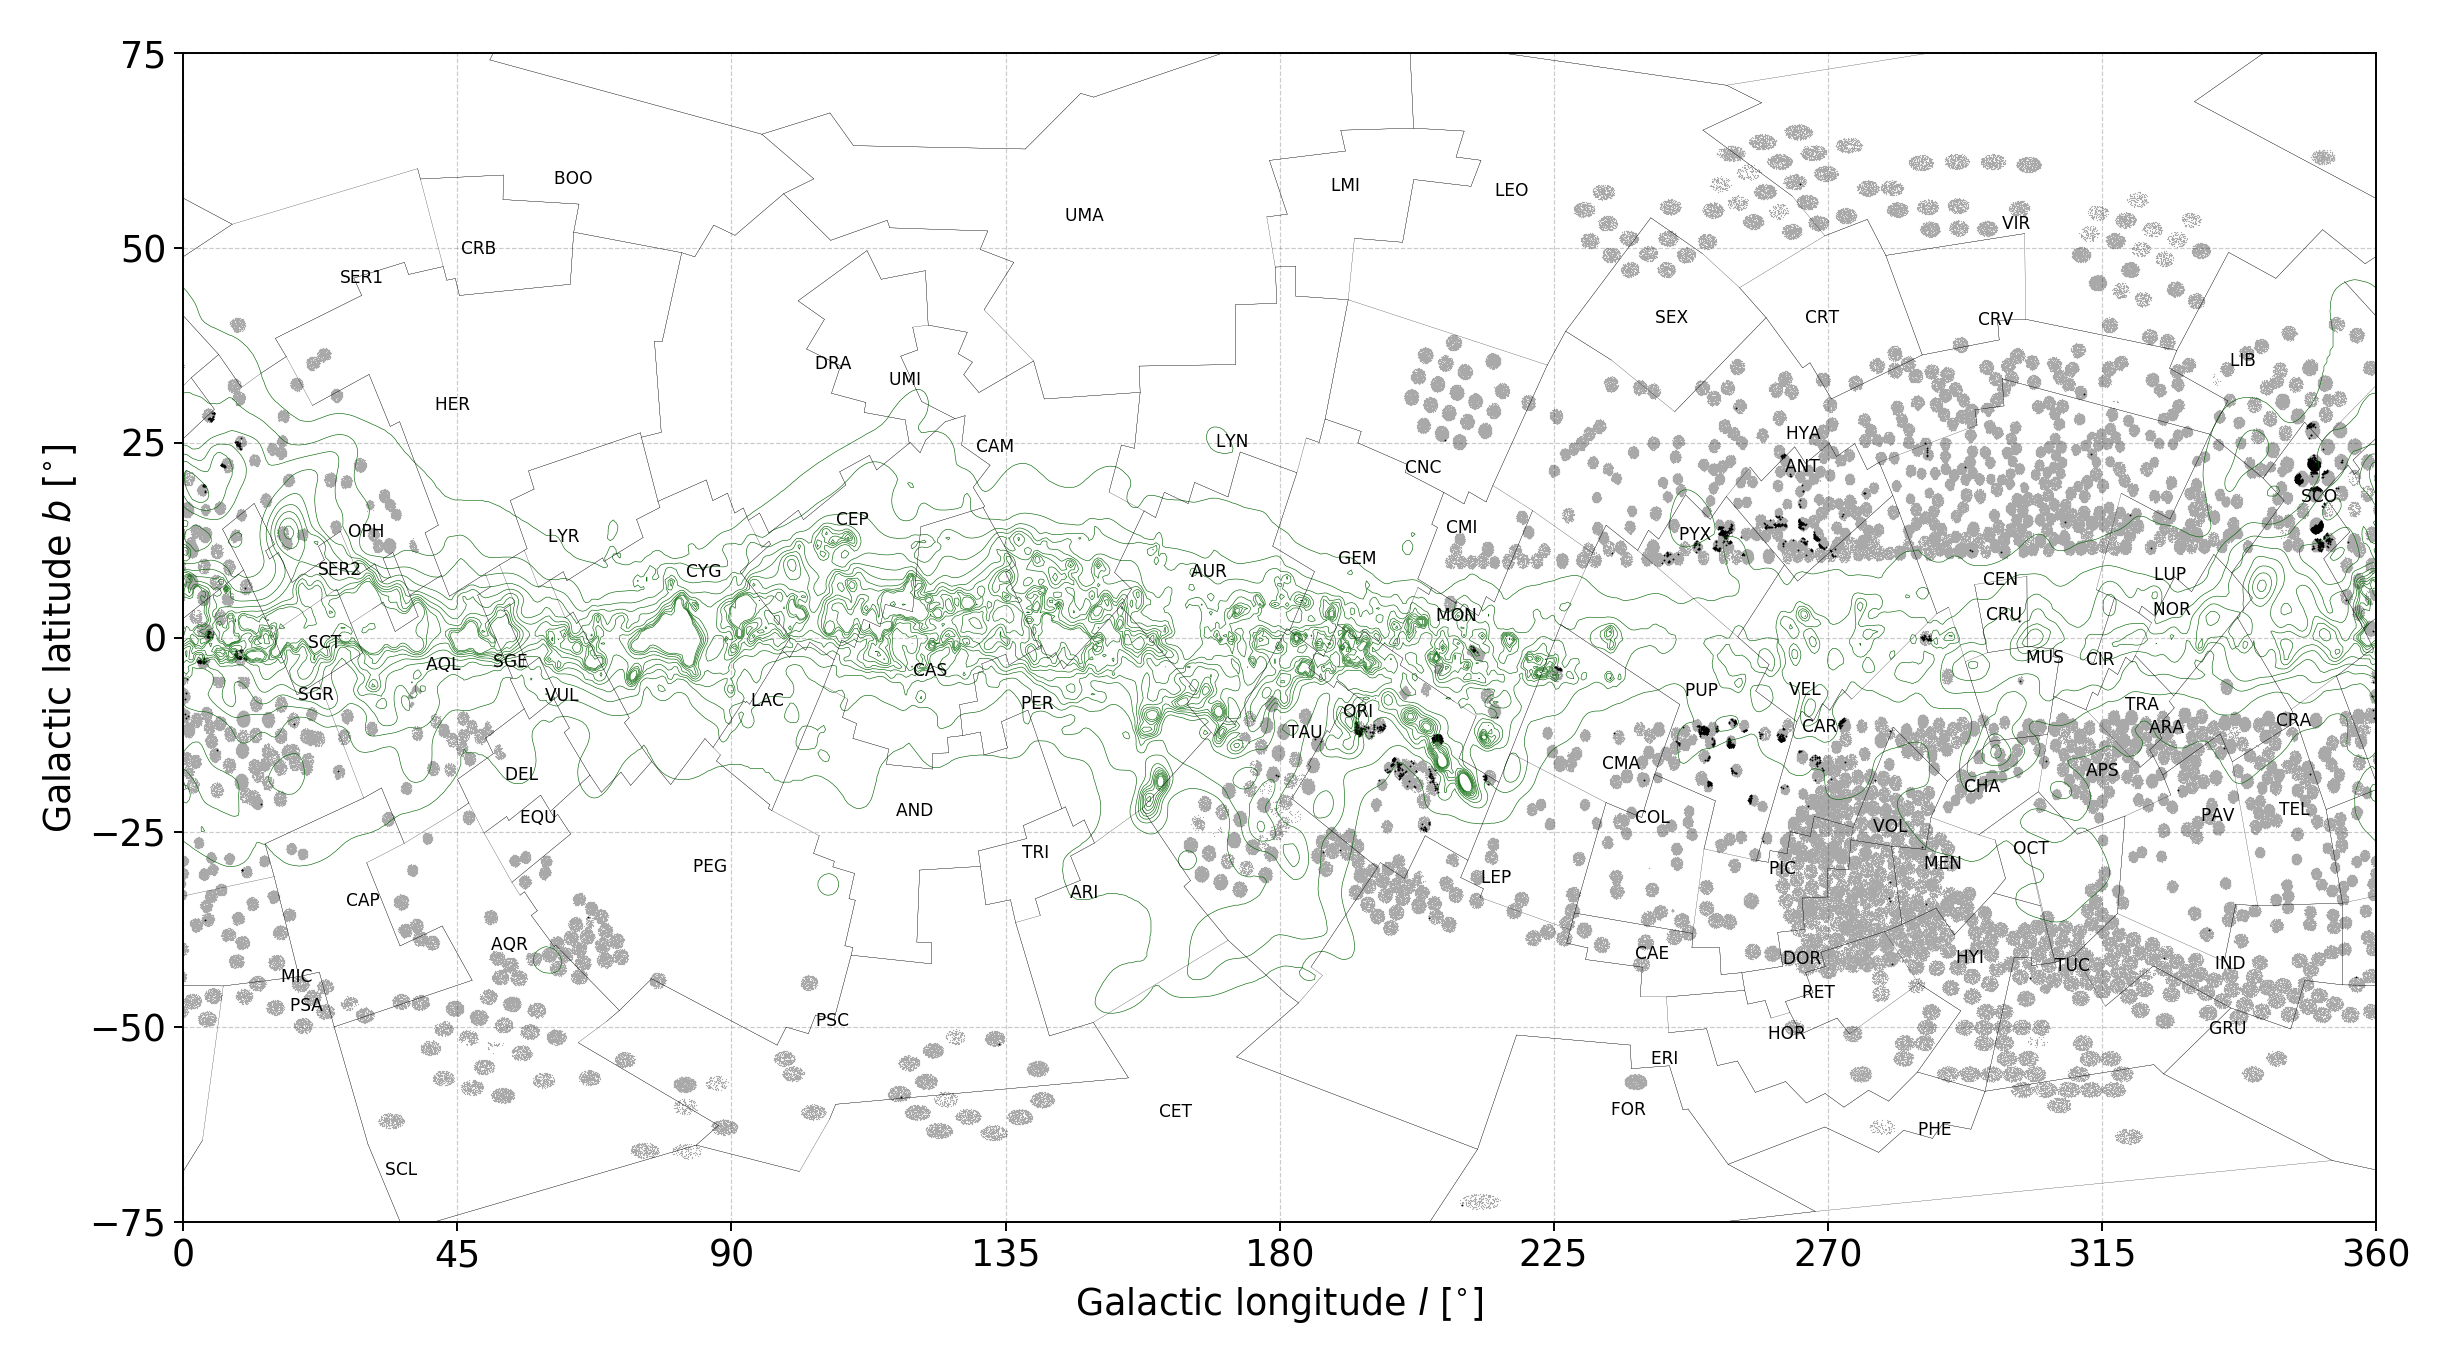 75
BOO
LMI
LEO
UMA
VIR
50
CRB
SER1
SEX
CRT
CRV
DRA
UMI
LIB
HER
25
CAM
LYN
HYA
CNC
ANT
SCO
CEP
CMI
OPH
LYR
PYX
SER2
CYG
AUR
GEM
CEN
LUP
MON
CRU
NOR
0
SCT
AQL
SGE
CAS
MUS
CIR
SGR
VUL
LAC
PER
ORI
PUP
VEL
TRA
TAU
CAR
ARA
CRA
DEL
CMA
APS
CHA
EQU
AND
COL
VOL
PAV
TEL
−25
PEG
TRI
PIC
MEN
OCT
CAP
ARI
LEP
AQR
CAE
DOR
HYI
TUC
IND
MIC
PSA
PSC
RET
HOR
GRU
−50
ERI
CET
FOR
PHE
SCL
−75
0 45 90 135 180 225 270 315 360
Galactic longitude l [°]
Galactic latitude b [°]